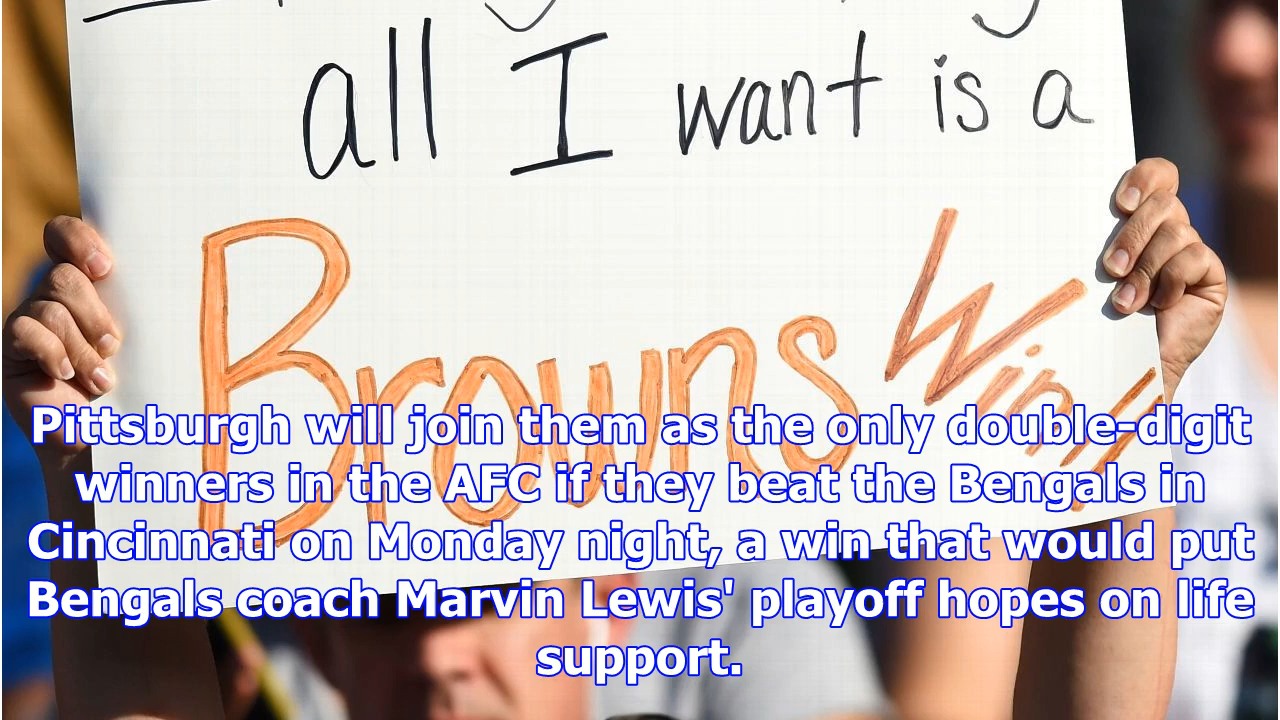 all I want is a
Browns Win!
Pittsburgh will join them as the only double-digit
winners in the AFC if they beat the Bengals in
Cincinnati on Monday night, a win that would put
Bengals coach Marvin Lewis' playoff hopes on life
support.